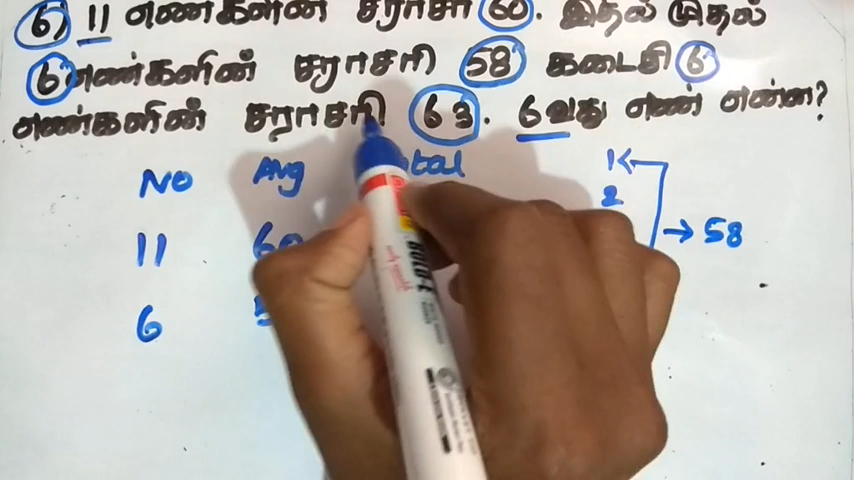 6) 11 எண்களின் சராசரி 60. இதில் முதல்
6 எண்களின் சராசரி 58 கடைசி 6
எண்களின் சராசரி 63. 6வது எண் என்ன?
NO Avg
11 60
6
1
2
→ 58